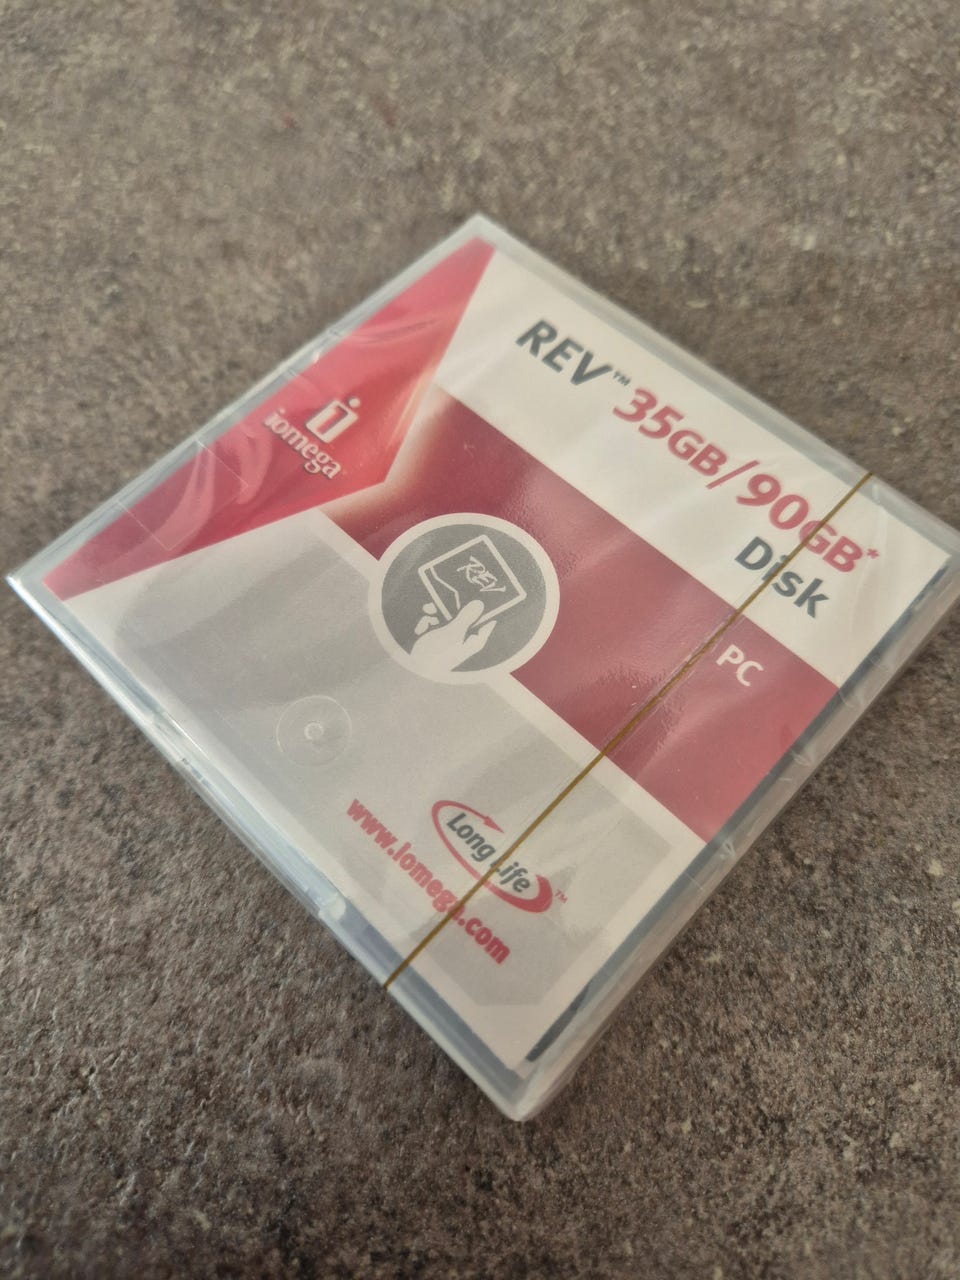 i
iomega
REV™ 35GB/90GB*
Disk
PC
REV
Long Life™
www.iomega.com